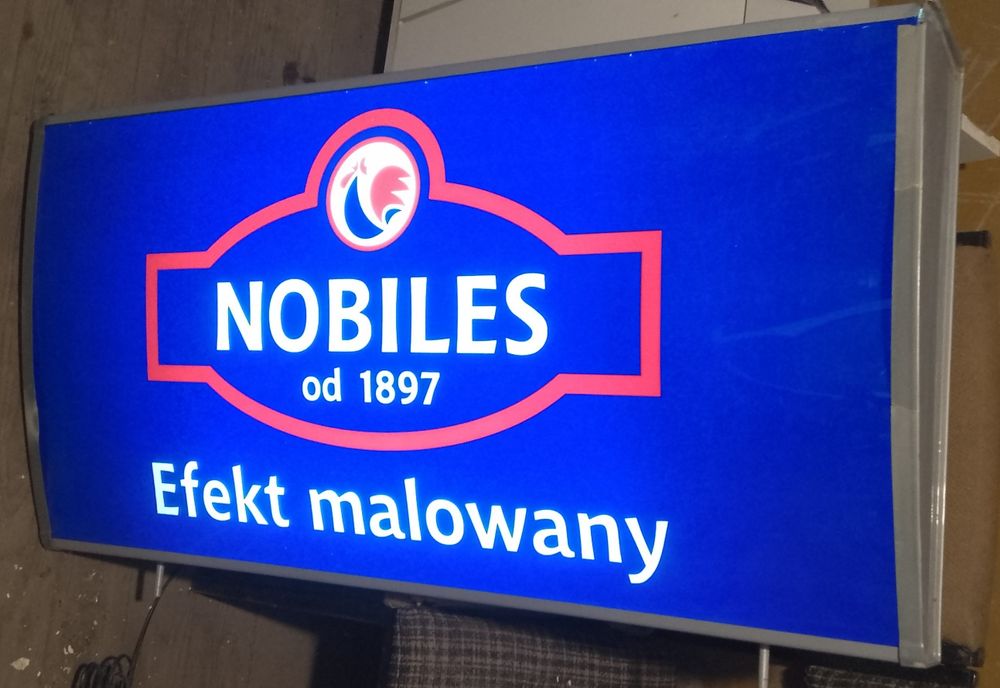 NOBILES
od 1897
Efekt malowany